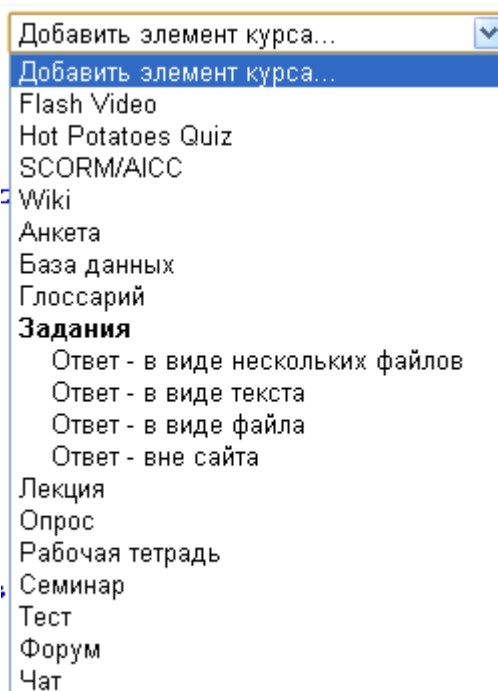 Добавить элемент курса...
Добавить элемент курса...
Flash Video
Hot Potatoes Quiz
SCORM/AICC
Wiki
Анкета
База данных
Глоссарий
Задания
Ответ - в виде нескольких файлов
Ответ - в виде текста
Ответ - в виде файла
Ответ - вне сайта
Лекция
Опрос
Рабочая тетрадь
Семинар
Тест
Форум
Чат